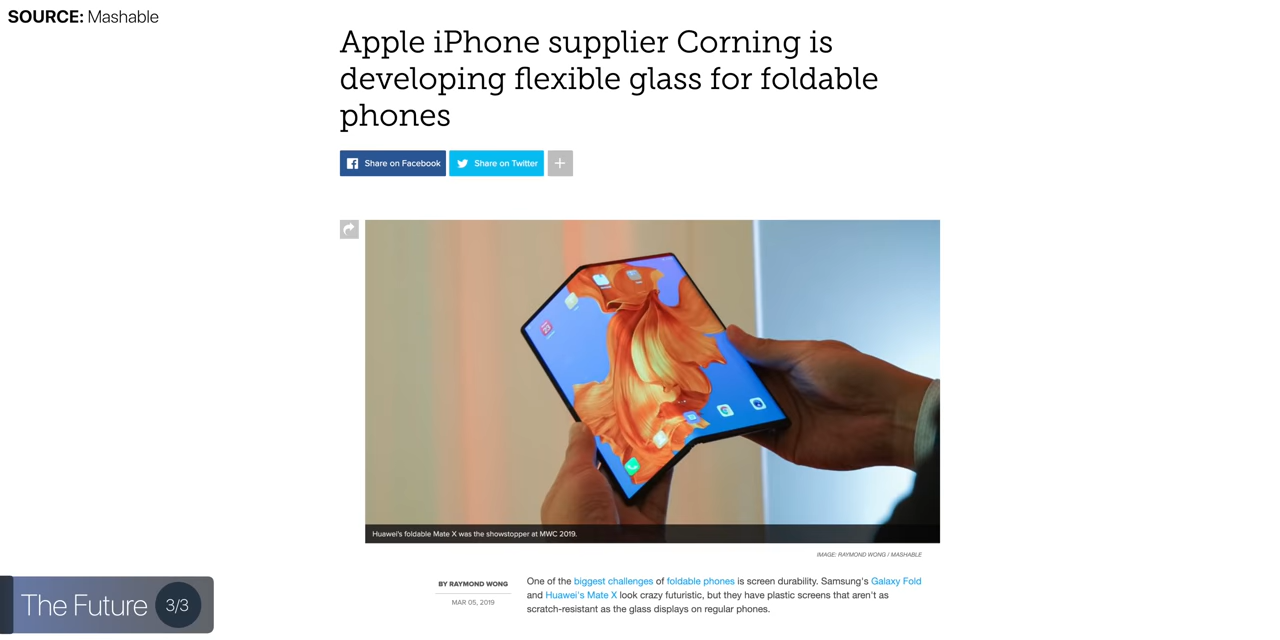 SOURCE: Mashable
Apple iPhone supplier Corning is
developing flexible glass for foldable
phones
Share on Facebook
Share on Twitter
+
Huawei's foldable Mate X was the showstopper at MWC 2019.
IMAGE: RAYMOND WONG / MASHABLE
BY RAYMOND WONG
MAR 05, 2019
One of the biggest challenges of foldable phones is screen durability. Samsung's Galaxy Fold
and Huawei's Mate X look crazy futuristic, but they have plastic screens that aren't as
scratch-resistant as the glass displays on regular phones.
The Future 3/3